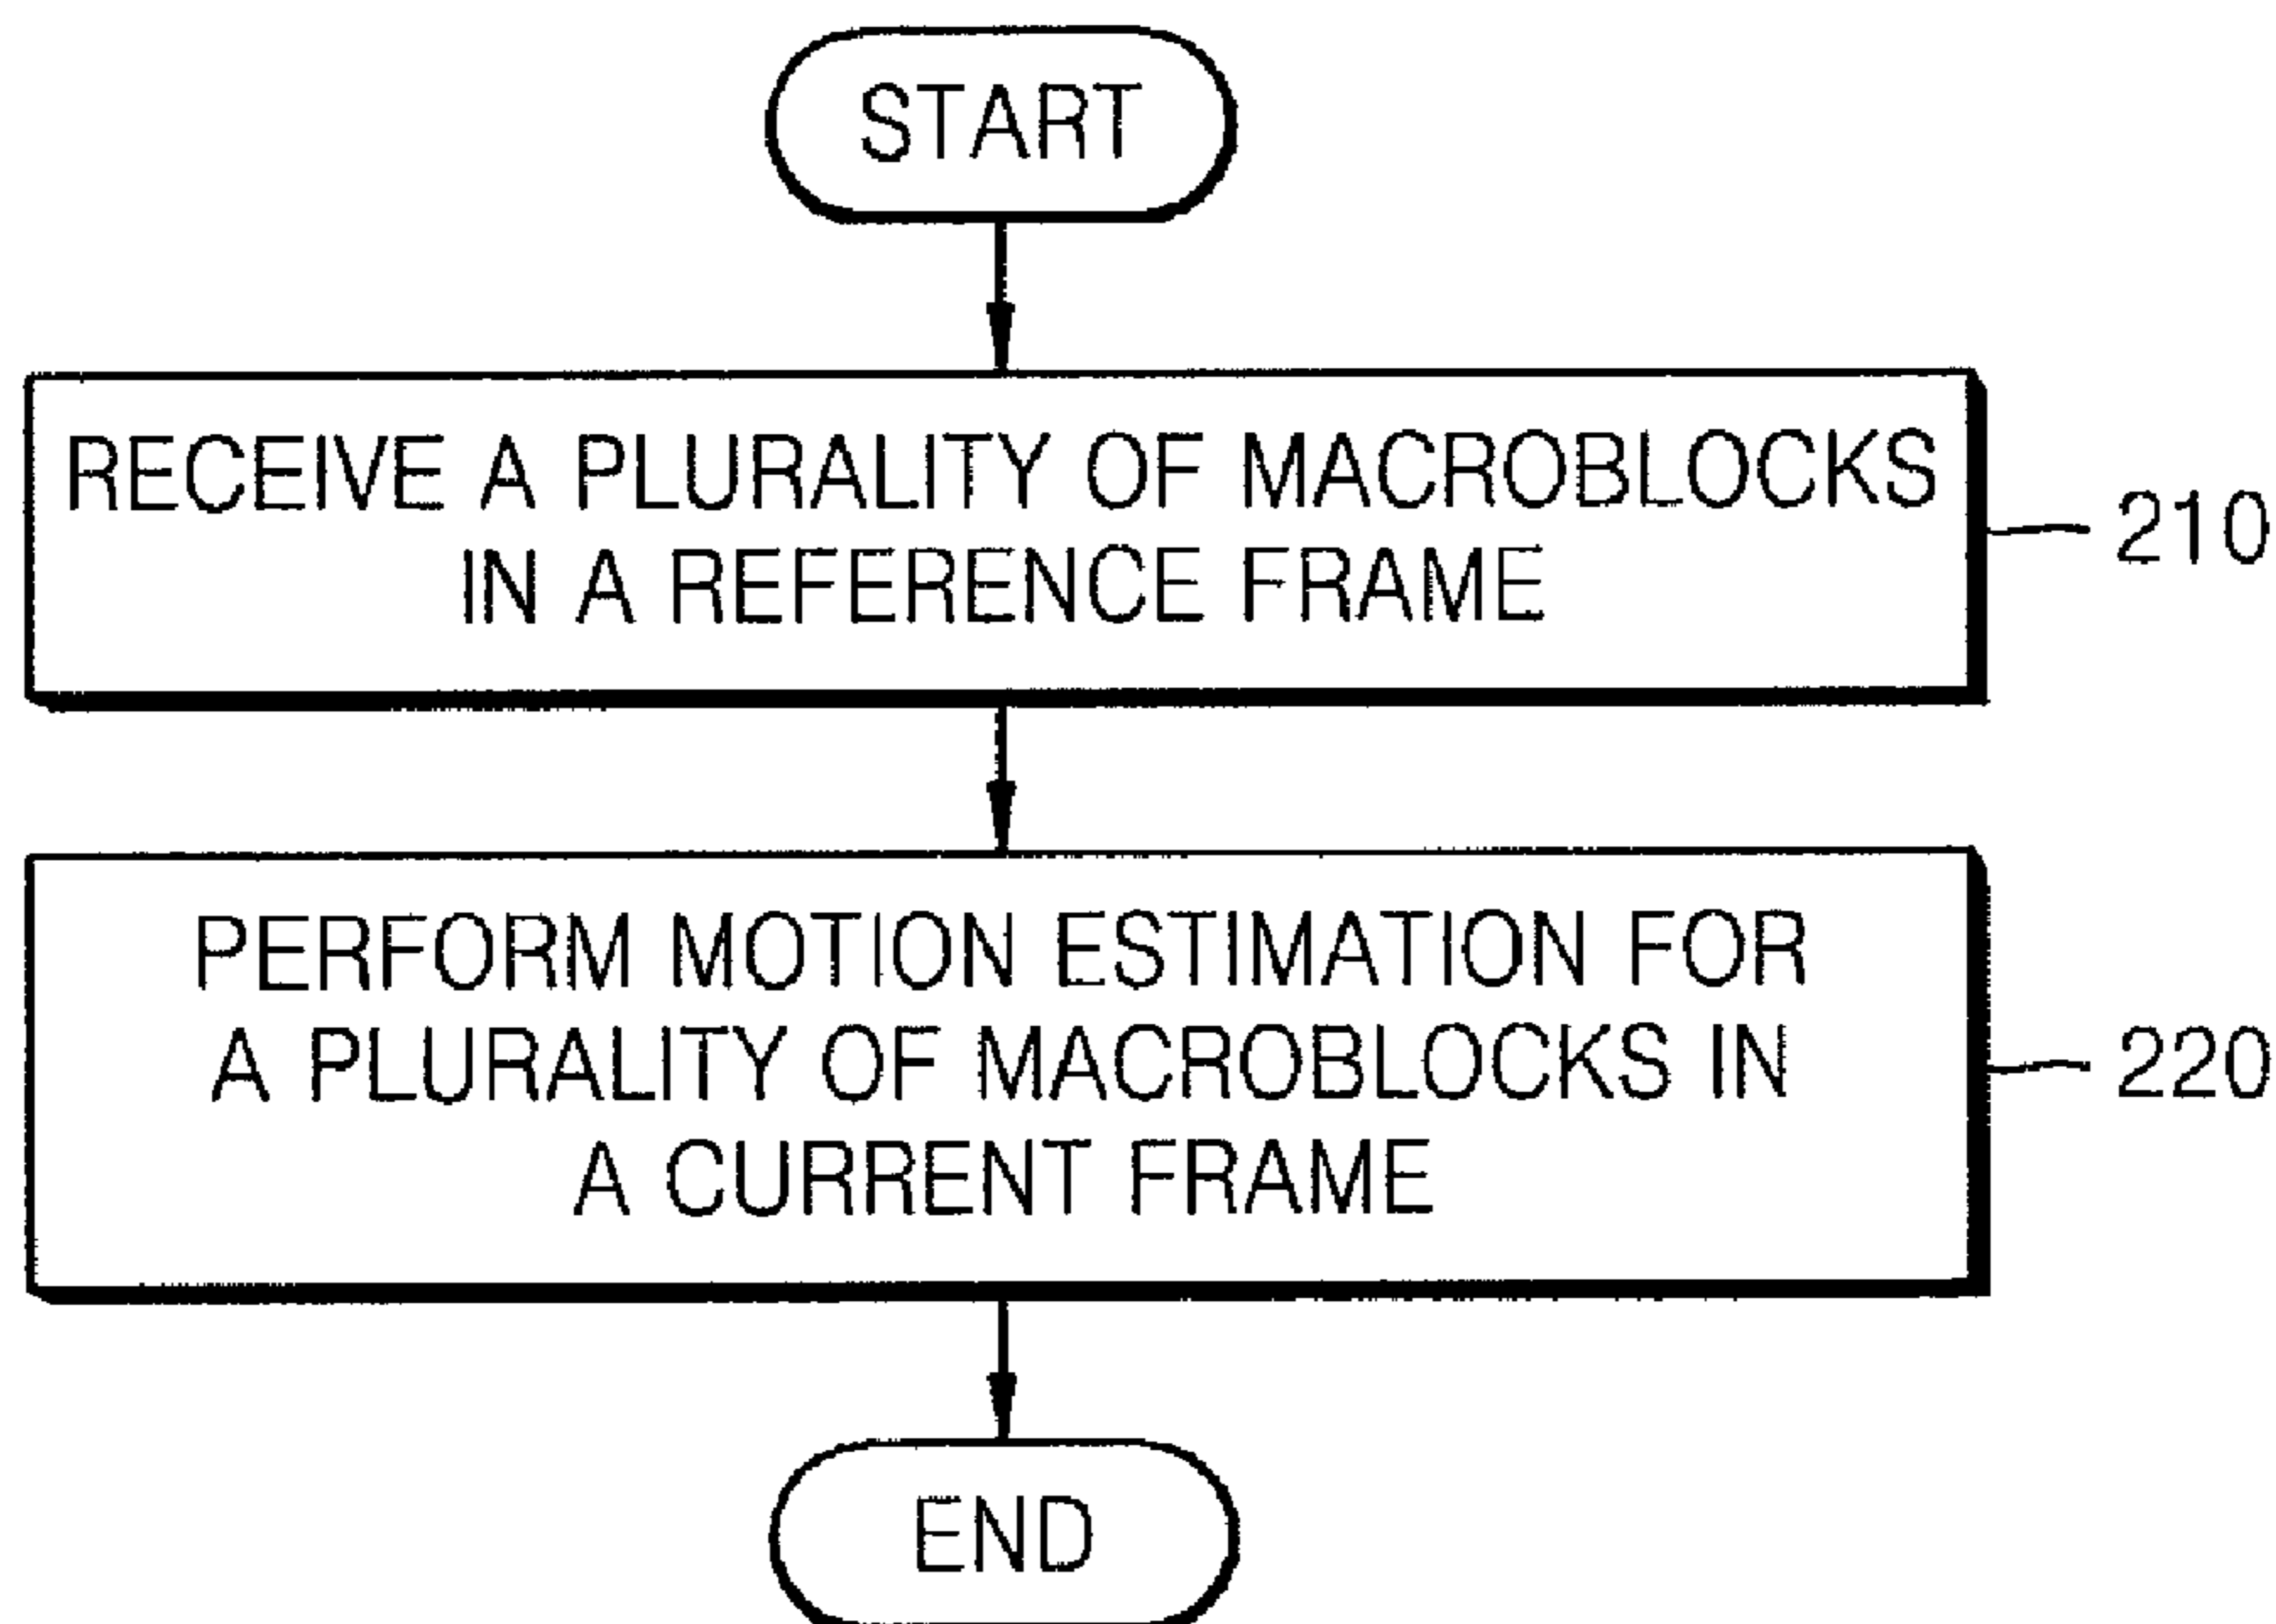 START
RECEIVE A PLURALITY OF MACROBLOCKS
IN A REFERENCE FRAME
210
PERFORM MOTION ESTIMATION FOR
A PLURALITY OF MACROBLOCKS IN
A CURRENT FRAME
220
END